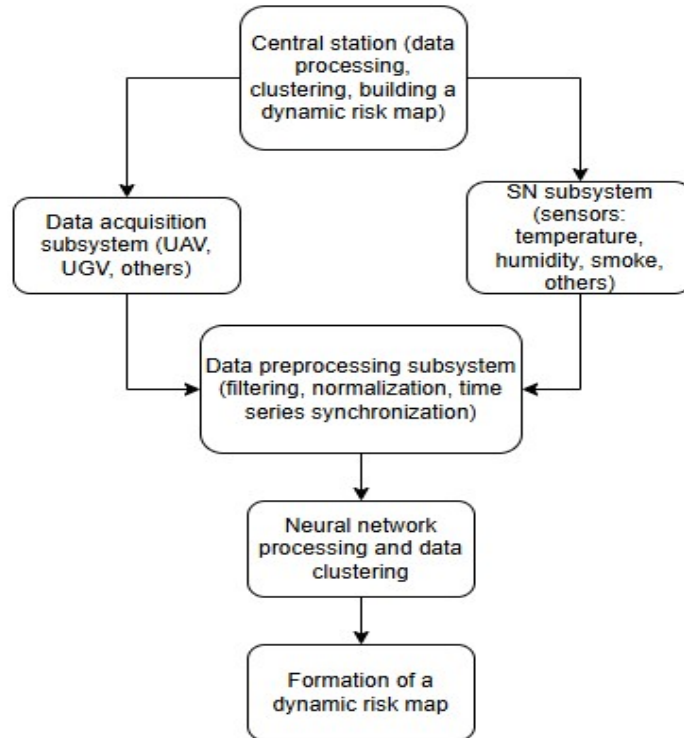 Central station (data
processing,
clustering, building a
dynamic risk map)
Data acquisition
subsystem (UAV,
UGV, others)
SN subsystem
(sensors:
temperature,
humidity, smoke,
others)
Data preprocessing subsystem
(filtering, normalization, time
series synchronization)
Neural network
processing and data
clustering
Formation of a
dynamic risk map